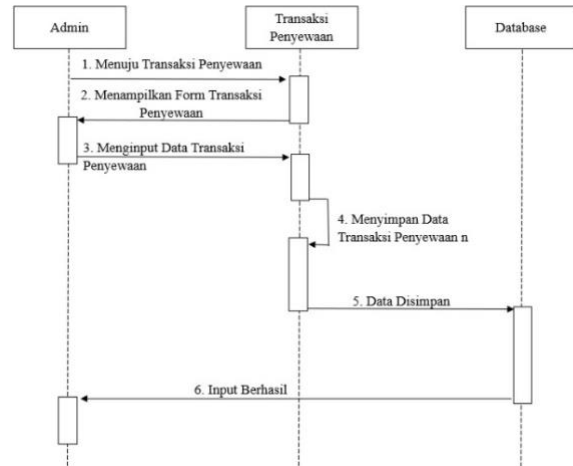 Admin
Transaksi
Penyewaan
Database
1. Menuju Transaksi Penyewaan
2. Menampilkan Form Transaksi
Penyewaan
3. Menginput Data Transaksi
Penyewaan
4. Menyimpan Data
Transaksi Penyewaan n
5. Data Disimpan
6. Input Berhasil